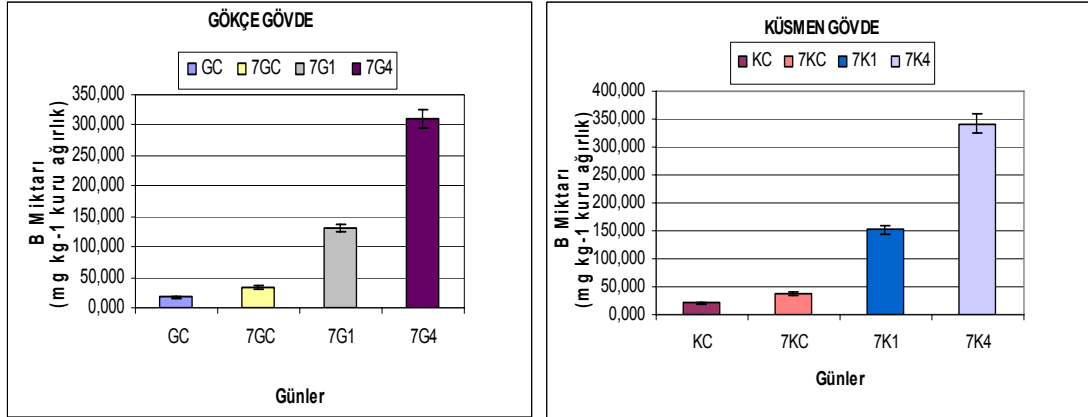 GÖKÇE GÖVDE
GC 7GC 7G1 7G4
B Miktarı
(mg kg-1 kuru ağırlık)
350,000
300,000
250,000
200,000
150,000
100,000
50,000
0,000
GC 7GC 7G1 7G4
Günler
KÜSMEN GÖVDE
KC 7KC 7K1 7K4
B Miktarı
(mg kg-1 kuru ağırlık)
400,000
350,000
300,000
250,000
200,000
150,000
100,000
50,000
0,000
KC 7KC 7K1 7K4
Günler